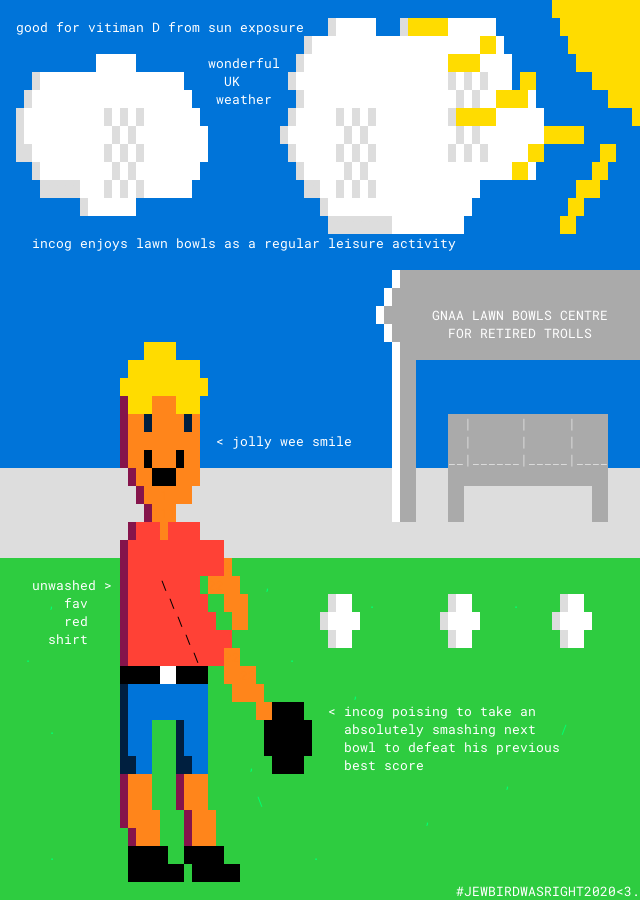 good for vitiman D from sun exposure
wonderful
UK
weather
incog enjoys lawn bowls as a regular leisure activity
GNAA LAWN BOWLS CENTRE
FOR RETIRED TROLLS
< jolly wee smile
unwashed >
fav
red
shirt
< incog poising to take an
absolutely smashing next
bowl to defeat his previous
best score
#JEWBIRDWASRIGHT2020<3.